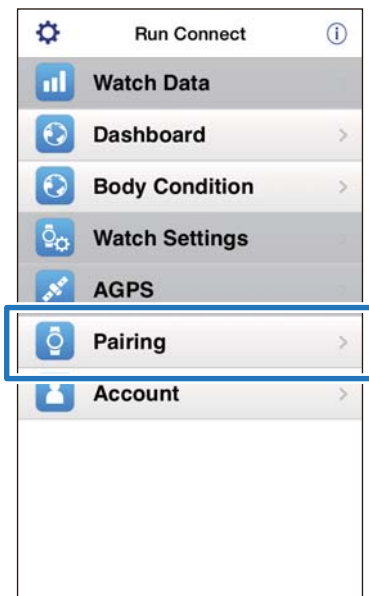 Run Connect
Watch Data
Dashboard
Body Condition
Watch Settings
AGPS
Pairing
Account